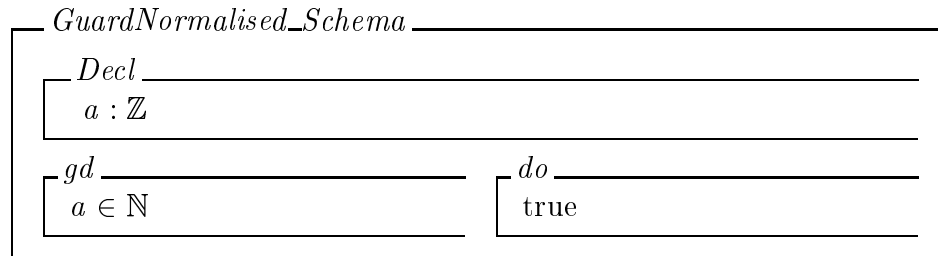 GuardNormalised_Schema
Decl
a : ℤ
gd
a ∈ ℕ
do
true